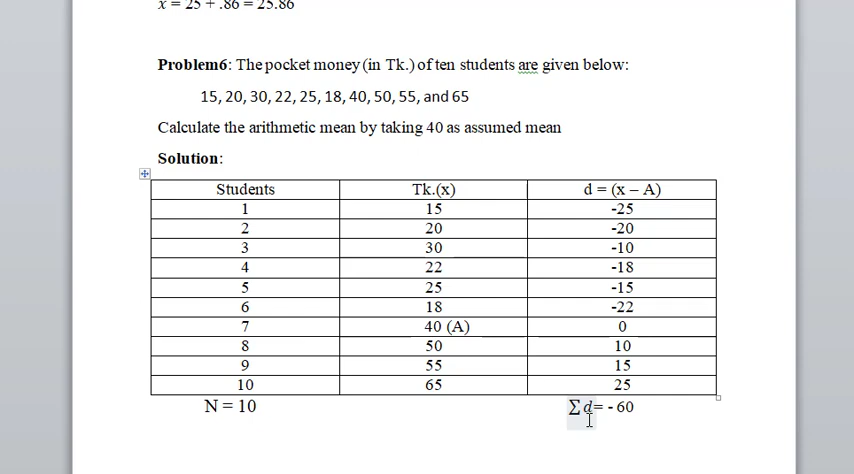 x = 25 + .86 = 25.86
Problem6: The pocket money (in Tk.) of ten students are given below:
15, 20, 30, 22, 25, 18, 40, 50, 55, and 65
Calculate the arithmetic mean by taking 40 as assumed mean
Solution:
Students Tk.(x) d = (x – A)
1 15 -25
2 20 -20
3 30 -10
4 22 -18
5 25 -15
6 18 -22
7 40 (A) 0
8 50 10
9 55 15
10 65 25
N = 10 ∑d = - 60